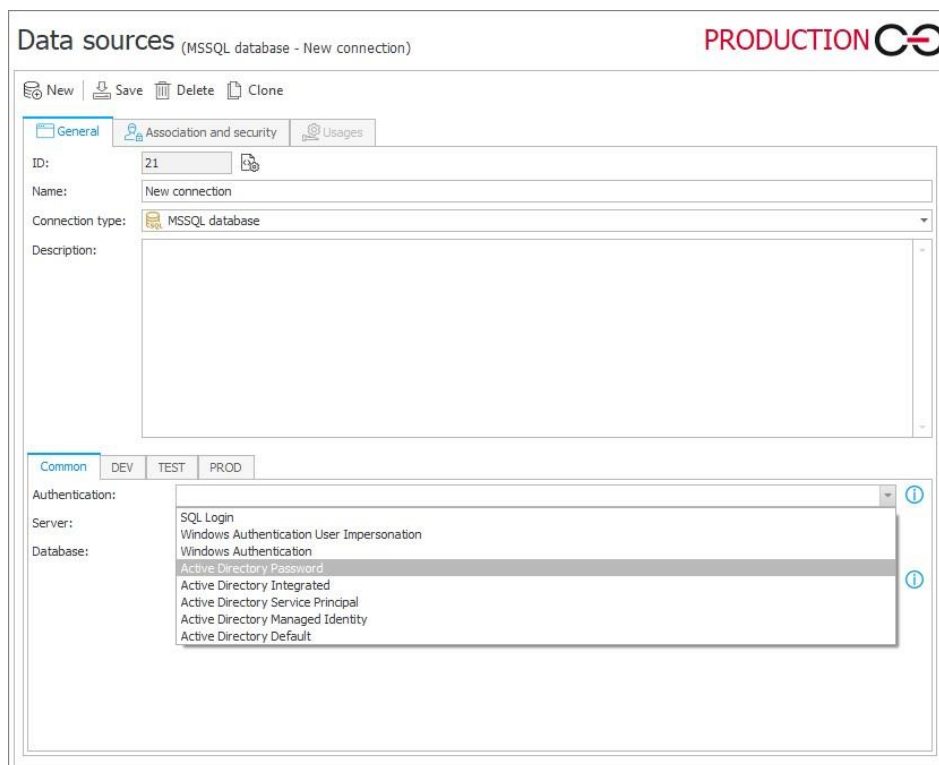 Data sources (MSSQL database - New connection)
PRODUCTION
New Save Delete Clone
General Association and security Usages
ID: 21
Name: New connection
Connection type: MSSQL database
Description:
Common DEV TEST PROD
Authentication:
Server:
Database:
SQL Login
Windows Authentication User Impersonation
Windows Authentication
Active Directory Password
Active Directory Integrated
Active Directory Service Principal
Active Directory Managed Identity
Active Directory Default